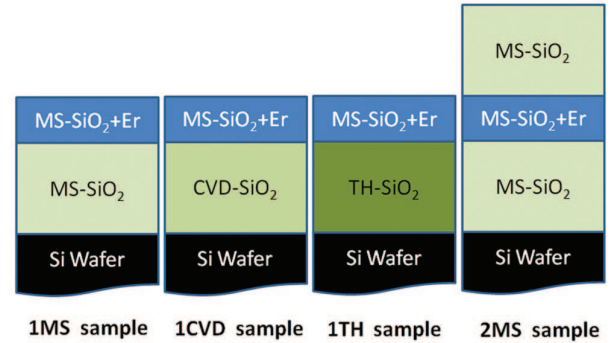 MS-SiO₂
MS-SiO₂+Er
MS-SiO₂+Er
MS-SiO₂+Er
MS-SiO₂+Er
MS-SiO₂
CVD-SiO₂
TH-SiO₂
MS-SiO₂
Si Wafer
Si Wafer
Si Wafer
Si Wafer
1MS sample
1CVD sample
1TH sample
2MS sample